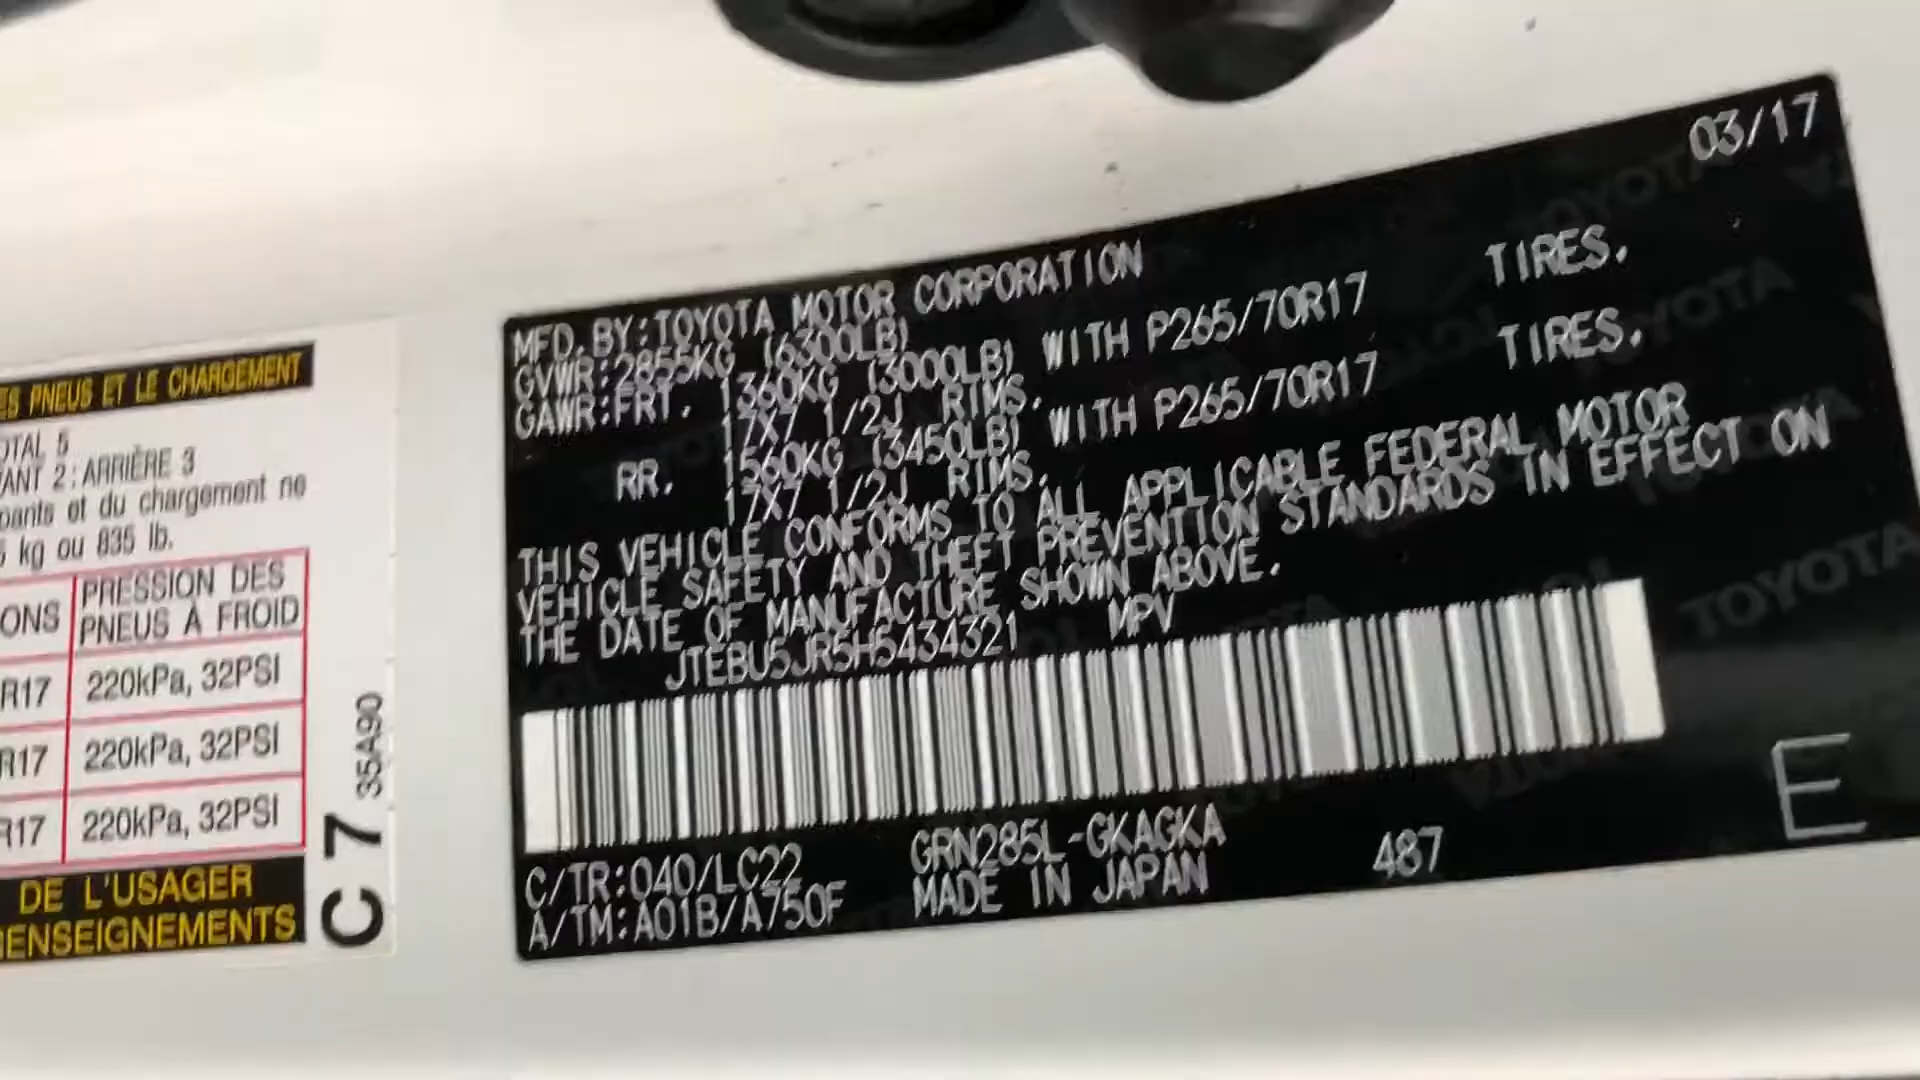 ES PNEUS ET LE CHARGEMENT
OTAL 5
ANT 2 : ARRIÈRE 3
pants et du chargement ne
5 kg ou 835 lb.
ONS PRESSION DES
PNEUS À FROID
R17 220kPa, 32PSI
R17 220kPa, 32PSI
R17 220kPa, 32PSI
DE L'USAGER
RENSEIGNEMENTS
C 7 35A90
03/17
MFD. BY:TOYOTA MOTOR CORPORATION
GVWR:2855KG (6300LB)
GAWR:FRT. 1360KG (3000LB) WITH P265/70R17 TIRES.
17X7 1/2J RIMS.
RR. 1560KG (3450LB) WITH P265/70R17 TIRES.
17X7 1/2J RIMS.
THIS VEHICLE CONFORMS TO ALL APPLICABLE FEDERAL MOTOR
VEHICLE SAFETY AND THEFT PREVENTION STANDARDS IN EFFECT ON
THE DATE OF MANUFACTURE SHOWN ABOVE.
JTEBU5JR5H5434321 MPV
C/TR:040/LC22 GRN285L-GKAGKA
A/TM:A01B/A750F MADE IN JAPAN 487
E